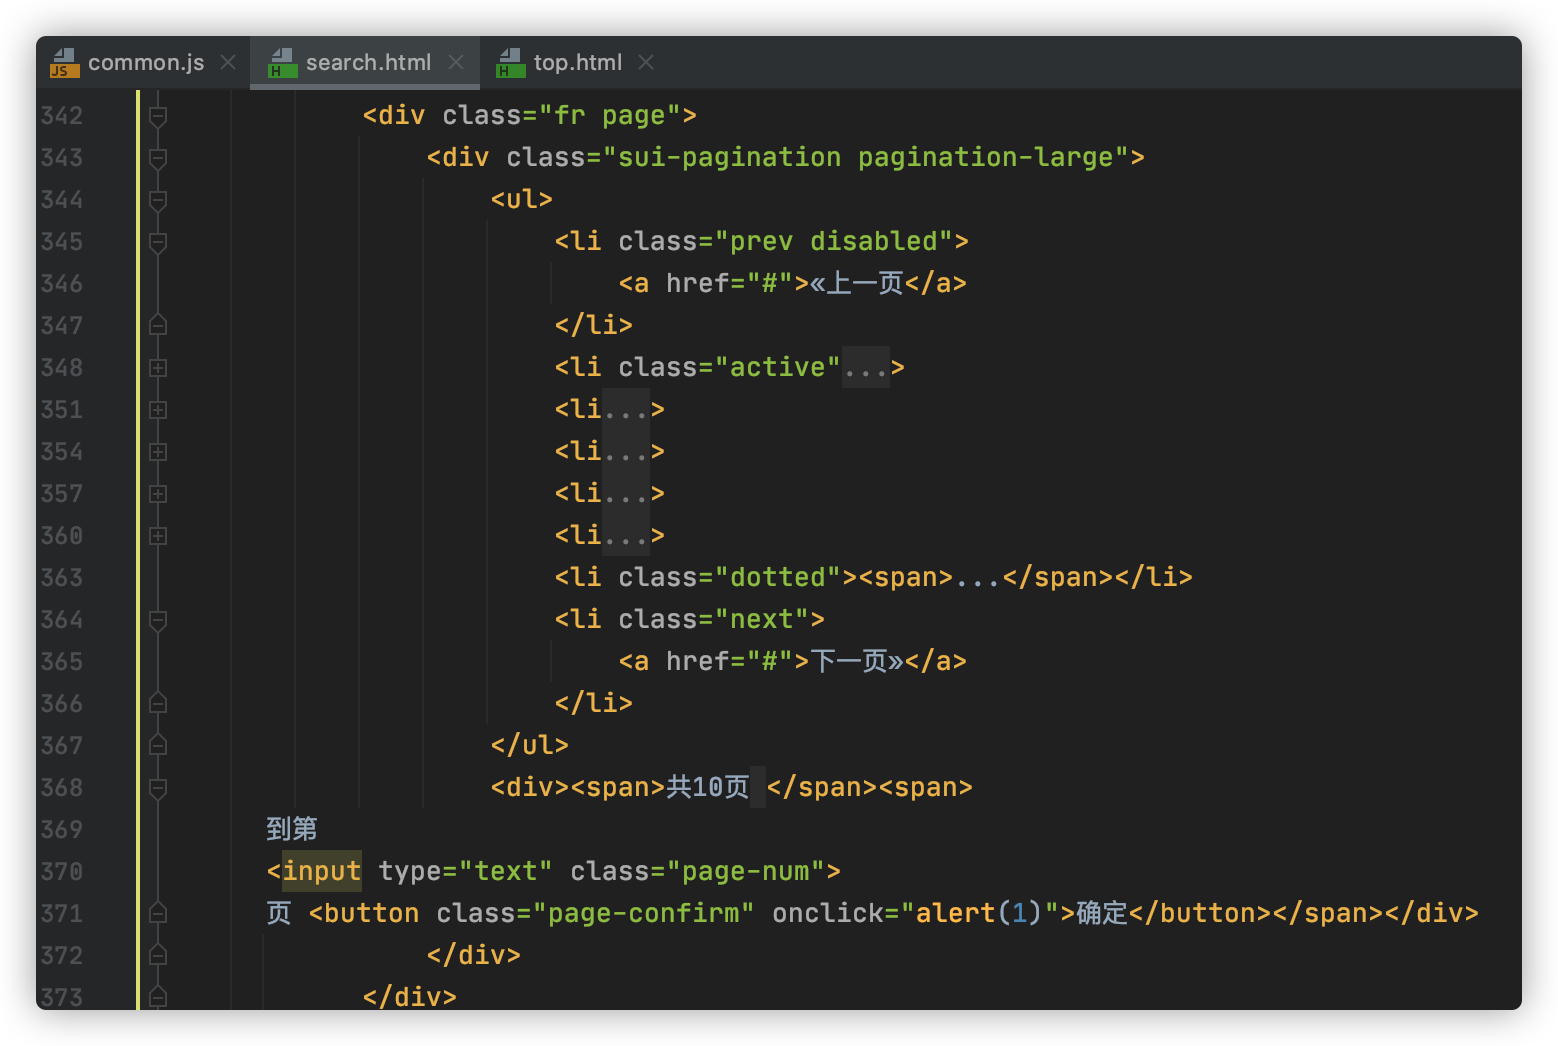 common.js search.html top.html
342 <div class="fr page">
343 <div class="sui-pagination pagination-large">
344 <ul>
345 <li class="prev disabled">
346 <a href="#">«上一页</a>
347 </li>
348 <li class="active"...>
351 <li...>
354 <li...>
357 <li...>
360 <li...>
363 <li class="dotted"><span>...</span></li>
364 <li class="next">
365 <a href="#">下一页»</a>
366 </li>
367 </ul>
368 <div><span>共10页 </span><span>
369 到第
370 <input type="text" class="page-num">
371 页 <button class="page-confirm" onclick="alert(1)">确定</button></span></div>
372 </div>
373 </div>